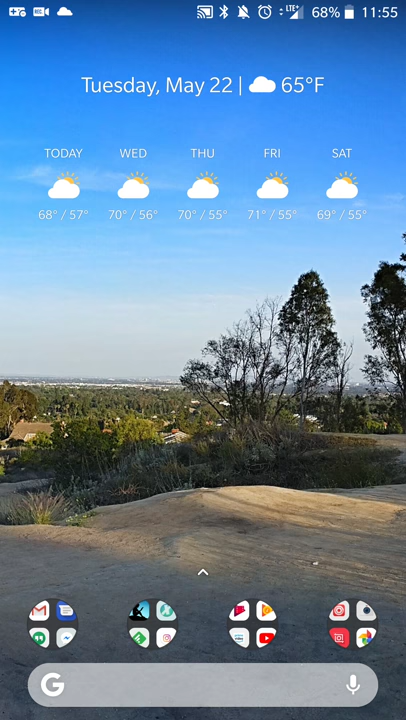 LTE+ 68% 11:55
Tuesday, May 22 | 65°F
TODAY WED THU FRI SAT
68° / 57° 70° / 56° 70° / 55° 71° / 55° 69° / 55°
G